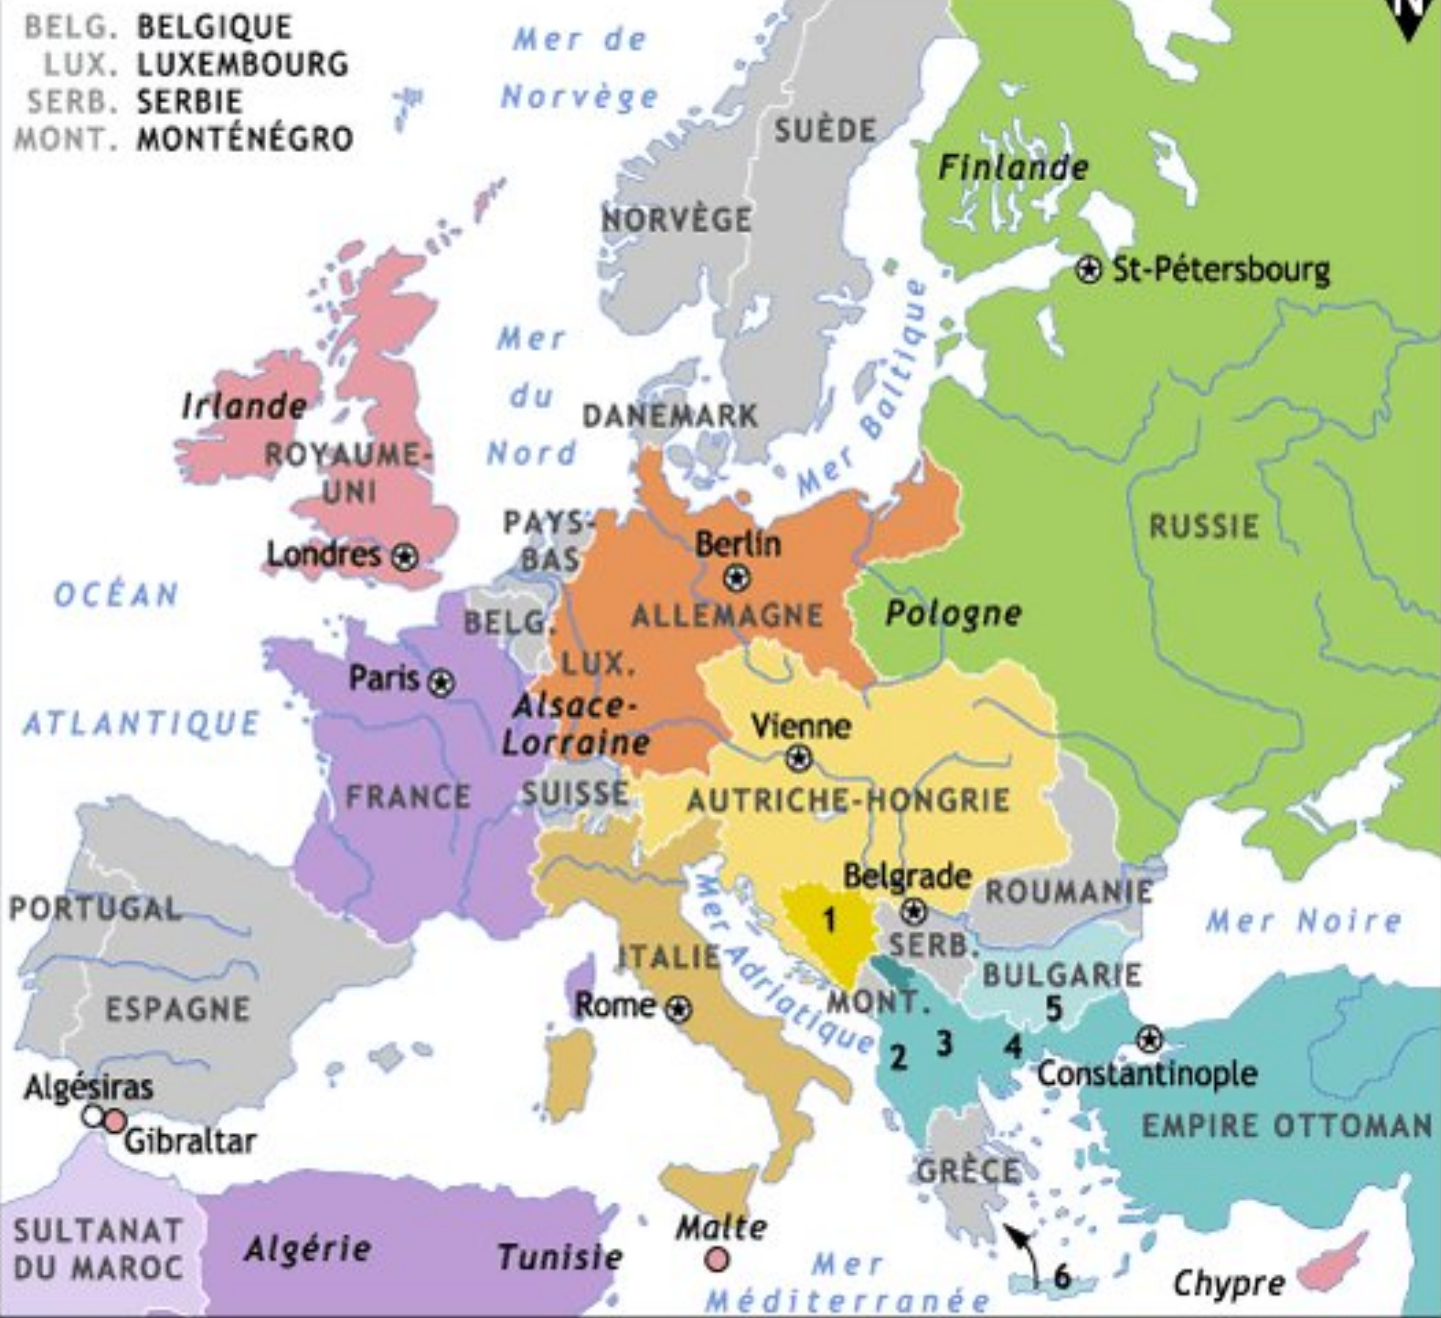 N
BELG. BELGIQUE
LUX. LUXEMBOURG
SERB. SERBIE
MONT. MONTÉNÉGRO
Mer de
Norvège
SUÈDE
Finlande
NORVÈGE
St-Pétersbourg
Mer
du
Nord
Mer Baltique
DANEMARK
Irlande
ROYAUME-
UNI
Londres
PAYS-
BAS
Berlin
ALLEMAGNE
RUSSIE
OCÉAN
ATLANTIQUE
BELG.
LUX.
Pologne
Paris
Alsace-
Lorraine
Vienne
FRANCE
SUISSE
AUTRICHE-HONGRIE
Belgrade
ROUMANIE
PORTUGAL
ESPAGNE
1
SERB.
Mer Noire
ITALIE
Mer Adriatique
BULGARIE
5
MONT.
Rome
2
3
4
Constantinople
Algésiras
Gibraltar
EMPIRE OTTOMAN
GRÈCE
SULTANAT
DU MAROC
Algérie
Tunisie
Malte
Mer
Méditerranée
6
Chypre